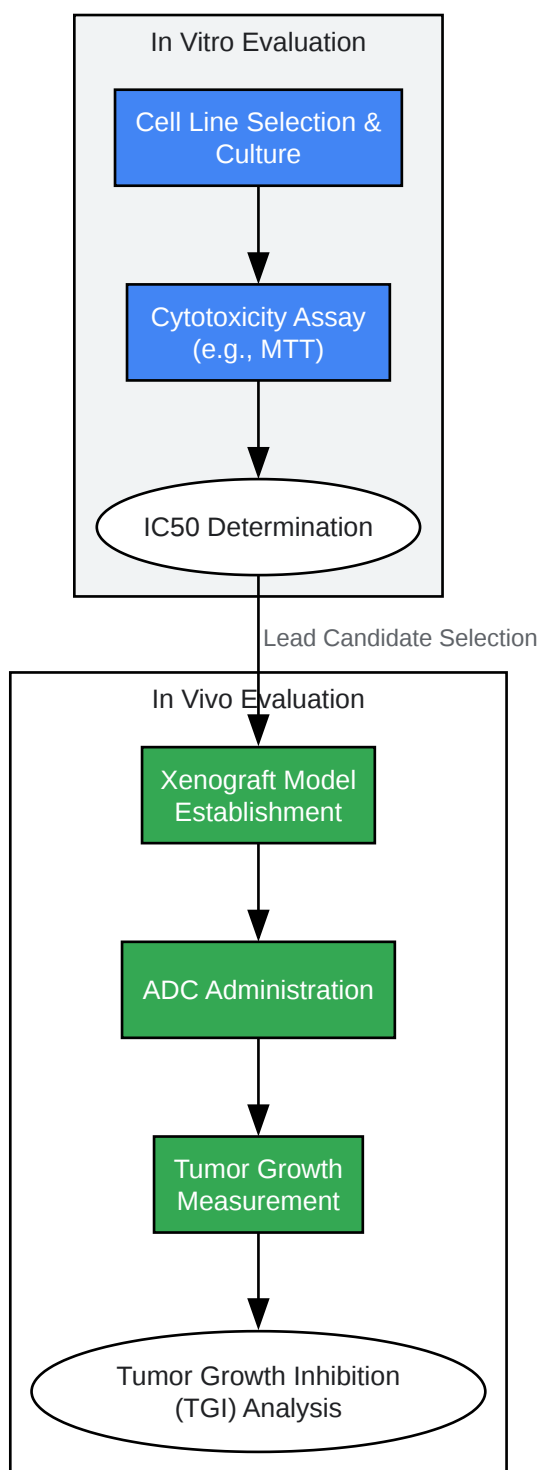 In Vitro Evaluation
Cell Line Selection &
Culture
Cytotoxicity Assay
(e.g., MTT)
IC50 Determination
Lead Candidate Selection
In Vivo Evaluation
Xenograft Model
Establishment
ADC Administration
Tumor Growth
Measurement
Tumor Growth Inhibition
(TGI) Analysis